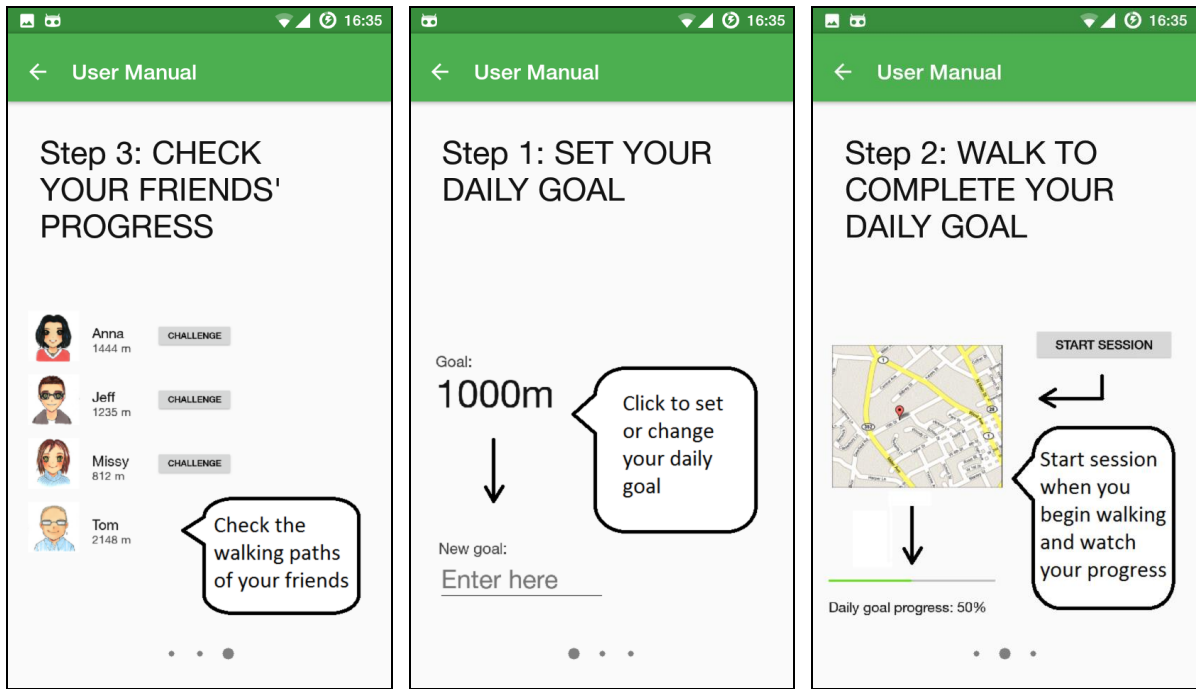 16:35
User Manual
Step 3: CHECK
YOUR FRIENDS'
PROGRESS
Anna
1444 m
CHALLENGE
Jeff
1235 m
CHALLENGE
Missy
812 m
CHALLENGE
Tom
2148 m
Check the
walking paths
of your friends
16:35
User Manual
Step 1: SET YOUR
DAILY GOAL
Goal:
1000m
Click to set
or change
your daily
goal
New goal:
Enter here
16:35
User Manual
Step 2: WALK TO
COMPLETE YOUR
DAILY GOAL
START SESSION
Start session
when you
begin walking
and watch
your progress
Daily goal progress: 50%